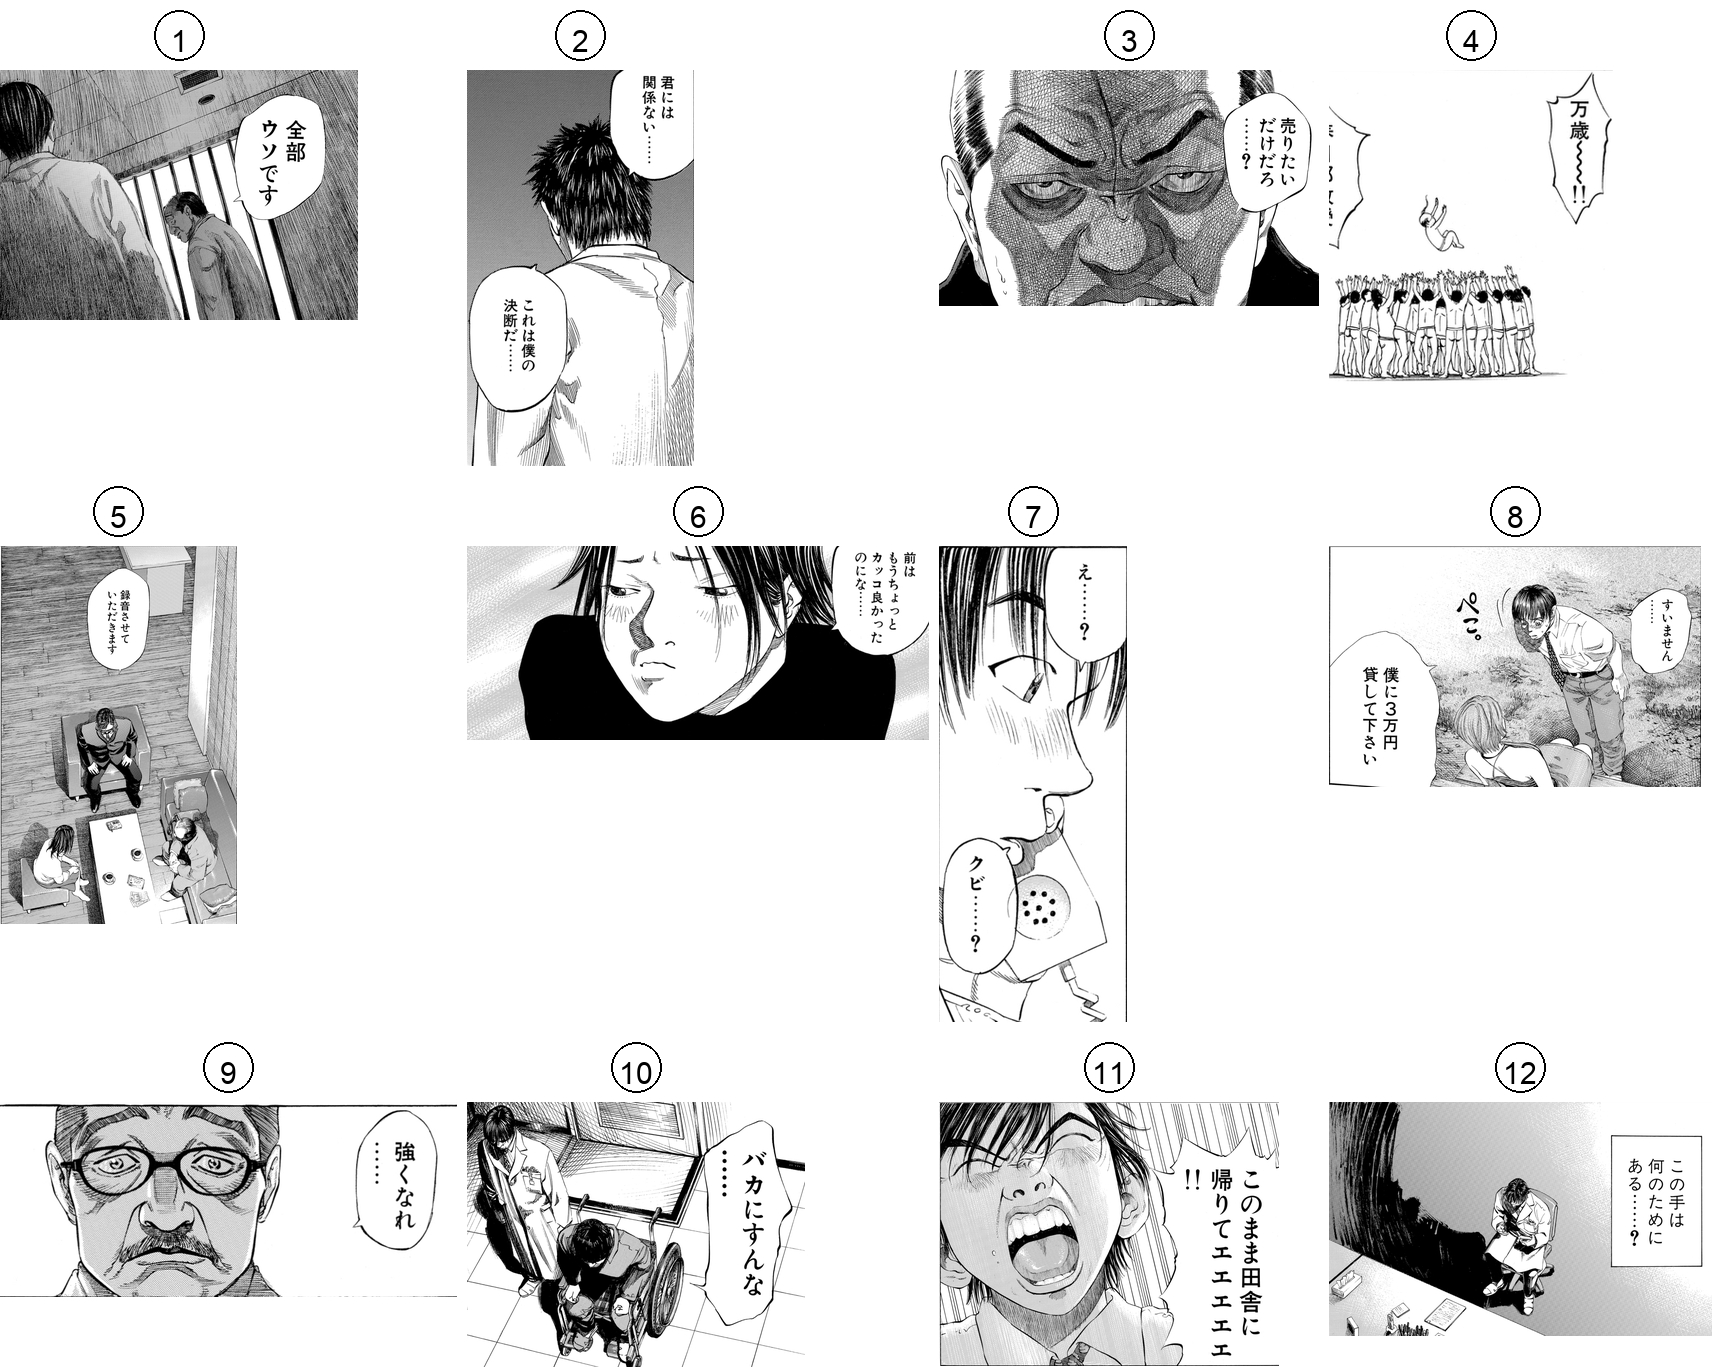 1
全部
ウソです
2
君には
関係ない……
これは僕の
決断だ……
3
売りたい
だけだろ
……？
4
万歳〜〜〜!!
5
録音させて
いただきます
6
前は
もうちょっと
カッコ良かった
のにな……
7
え………？
クビ………？
8
すいません
……
ぺこ。
僕に３万円
貸して下さい
9
強くなれ
……
10
バカにすんな
……
11
このまま田舎に
帰りてエエエエエ
!!
12
この手は
何のために
ある……？